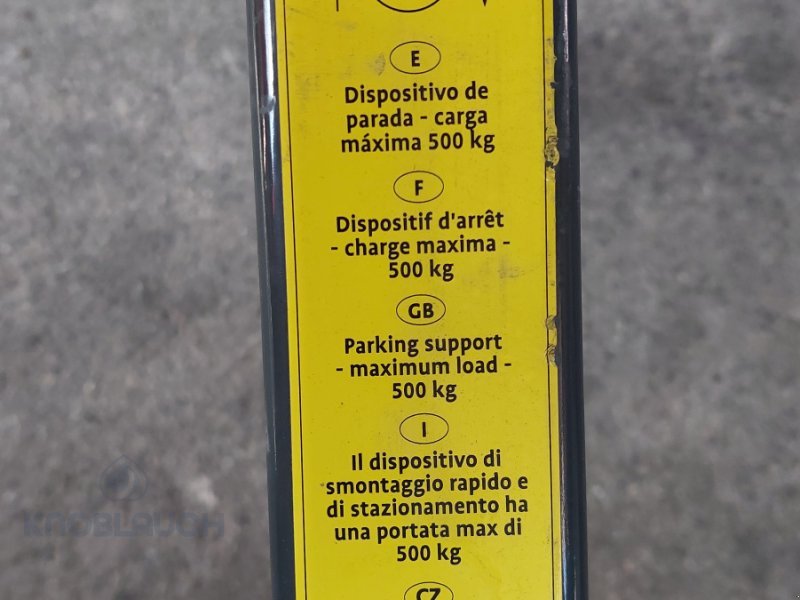 E
Dispositivo de
parada - carga
máxima 500 kg
F
Dispositif d'arrêt
- charge maxima -
500 kg
GB
Parking support
- maximum load -
500 kg
I
Il dispositivo di
smontaggio rapido e
di stazionamento ha
una portata max di
500 kg
CZ
KNOBLAUCH